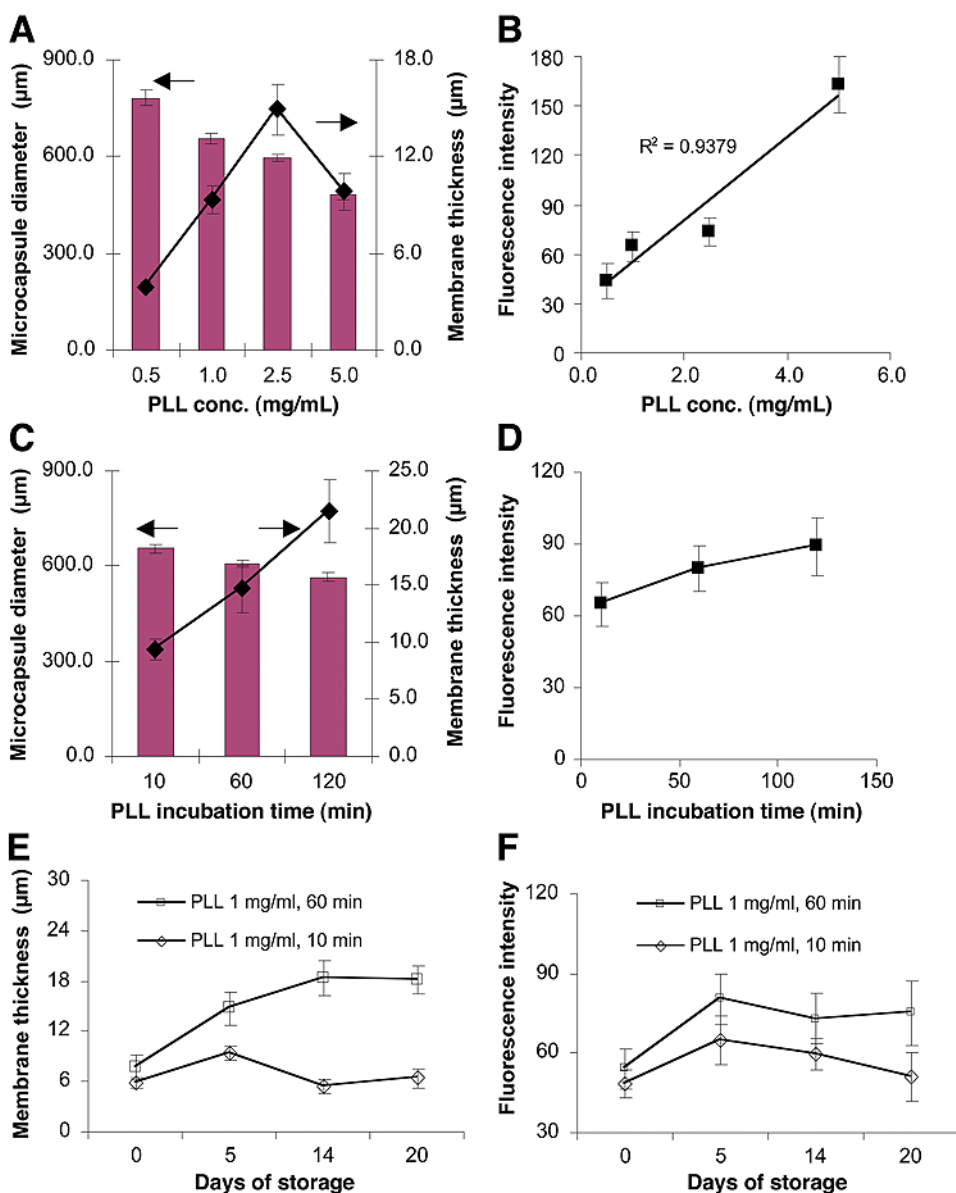 A
Microcapsule diameter (µm)
900.0
600.0
300.0
0.0
18.0
12.0
6.0
0.0
Membrane thickness (µm)
0.5 1.0 2.5 5.0
PLL conc. (mg/mL)
B
Fluorescence intensity
180
150
120
90
60
30
0
R² = 0.9379
0.0 2.0 4.0 6.0
PLL conc. (mg/mL)
C
Microcapsule diameter (µm)
900.0
600.0
300.0
0.0
25.0
20.0
15.0
10.0
5.0
0.0
Membrane thickness (µm)
10 60 120
PLL incubation time (min)
D
Fluorescence intensity
120
90
60
30
0
0 50 100 150
PLL incubation time (min)
E
Membrane thickness (µm)
30
24
18
12
6
0
PLL 1 mg/ml, 60 min
PLL 1 mg/ml, 10 min
0 5 14 20
Days of storage
F
Fluorescence intensity
120
90
60
30
PLL 1 mg/ml, 60 min
PLL 1 mg/ml, 10 min
0 5 14 20
Days of storage